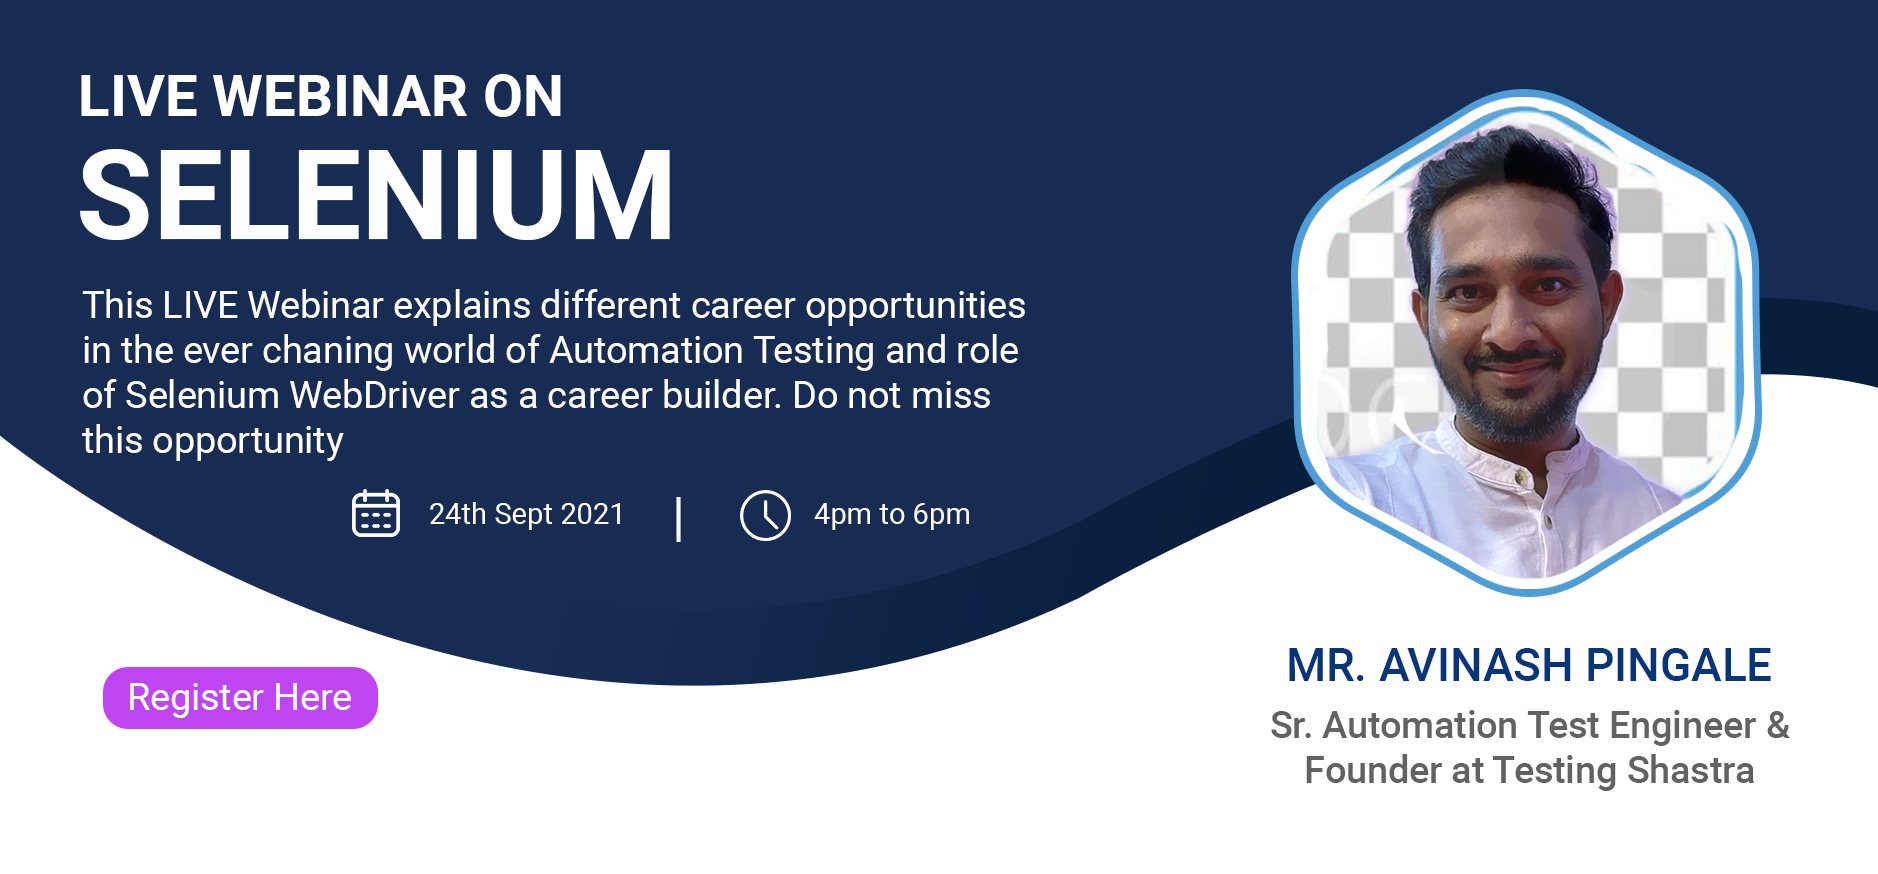 LIVE WEBINAR ON
SELENIUM
This LIVE Webinar explains different career opportunities
in the ever chaning world of Automation Testing and role
of Selenium WebDriver as a career builder. Do not miss
this opportunity
24th Sept 2021 | 4pm to 6pm
Register Here
MR. AVINASH PINGALE
Sr. Automation Test Engineer &
Founder at Testing Shastra